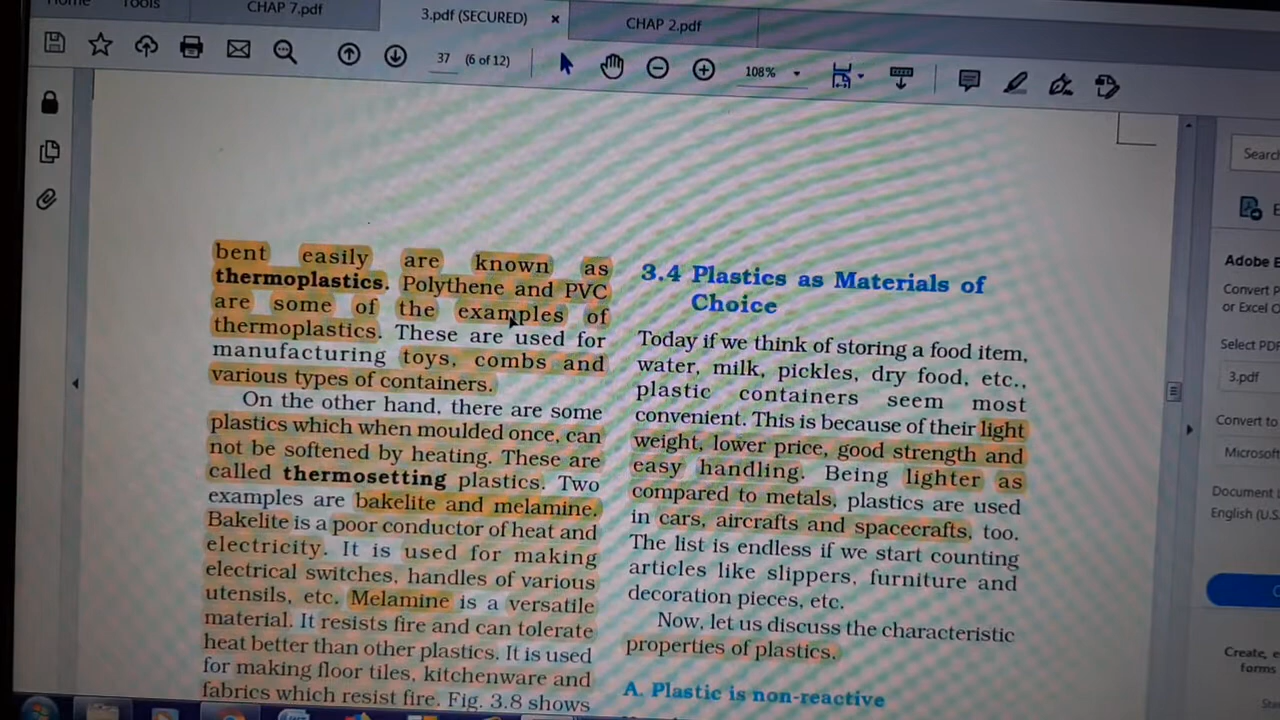 Home Tools
CHAP 7.pdf
3.pdf (SECURED) ×
CHAP 2.pdf
37 (6 of 12)
108%
bent easily are known as
thermoplastics. Polythene and PVC
are some of the examples of
thermoplastics. These are used for
manufacturing toys, combs and
various types of containers.
On the other hand, there are some
plastics which when moulded once, can
not be softened by heating. These are
called thermosetting plastics. Two
examples are bakelite and melamine.
Bakelite is a poor conductor of heat and
electricity. It is used for making
electrical switches, handles of various
utensils, etc. Melamine is a versatile
material. It resists fire and can tolerate
heat better than other plastics. It is used
for making floor tiles, kitchenware and
fabrics which resist fire. Fig. 3.8 shows
3.4 Plastics as Materials of
Choice
Today if we think of storing a food item,
water, milk, pickles, dry food, etc.,
plastic containers seem most
convenient. This is because of their light
weight, lower price, good strength and
easy handling. Being lighter as
compared to metals, plastics are used
in cars, aircrafts and spacecrafts, too.
The list is endless if we start counting
articles like slippers, furniture and
decoration pieces, etc.
Now, let us discuss the characteristic
properties of plastics.
A. Plastic is non-reactive
Searc
E
Adobe E
Convert P
or Excel O
Select PDF
3.pdf
Convert to
Microsoft
Document L
English (U.S
Create, e
forms